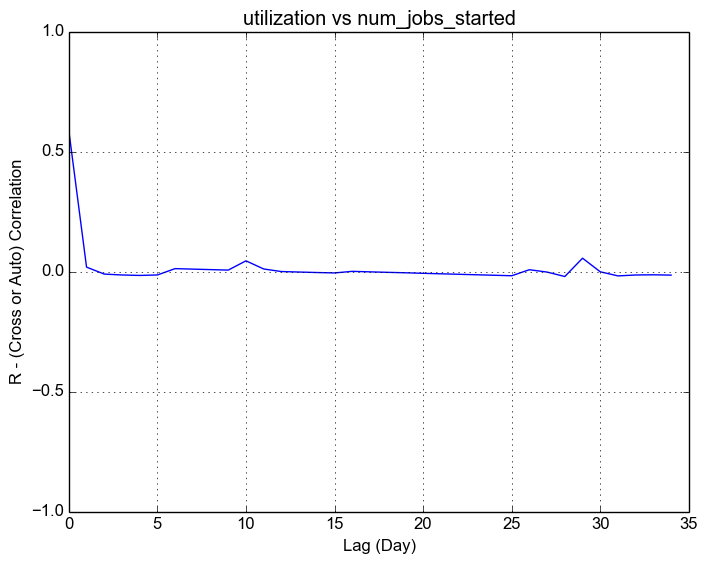 utilization vs num_jobs_started
R - (Cross or Auto) Correlation
1.0
0.5
0.0
−0.5
−1.0
0 5 10 15 20 25 30 35
Lag (Day)